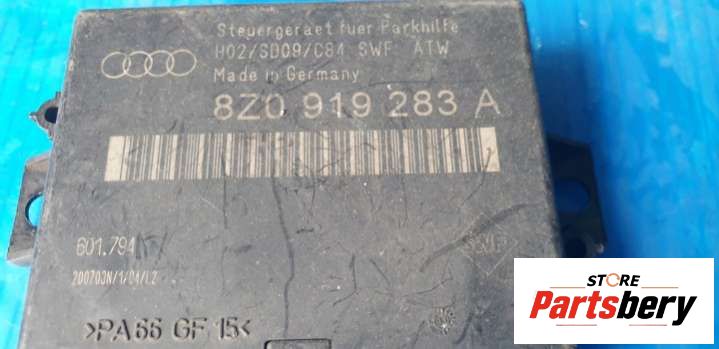 Steuergeraet fuer Parkhilfe
H02/SD09/C84 SWF ATW
Made in Germany
8Z0 919 283 A
601.794
SWF
>PA66 GF 15<
STORE
Partsbery